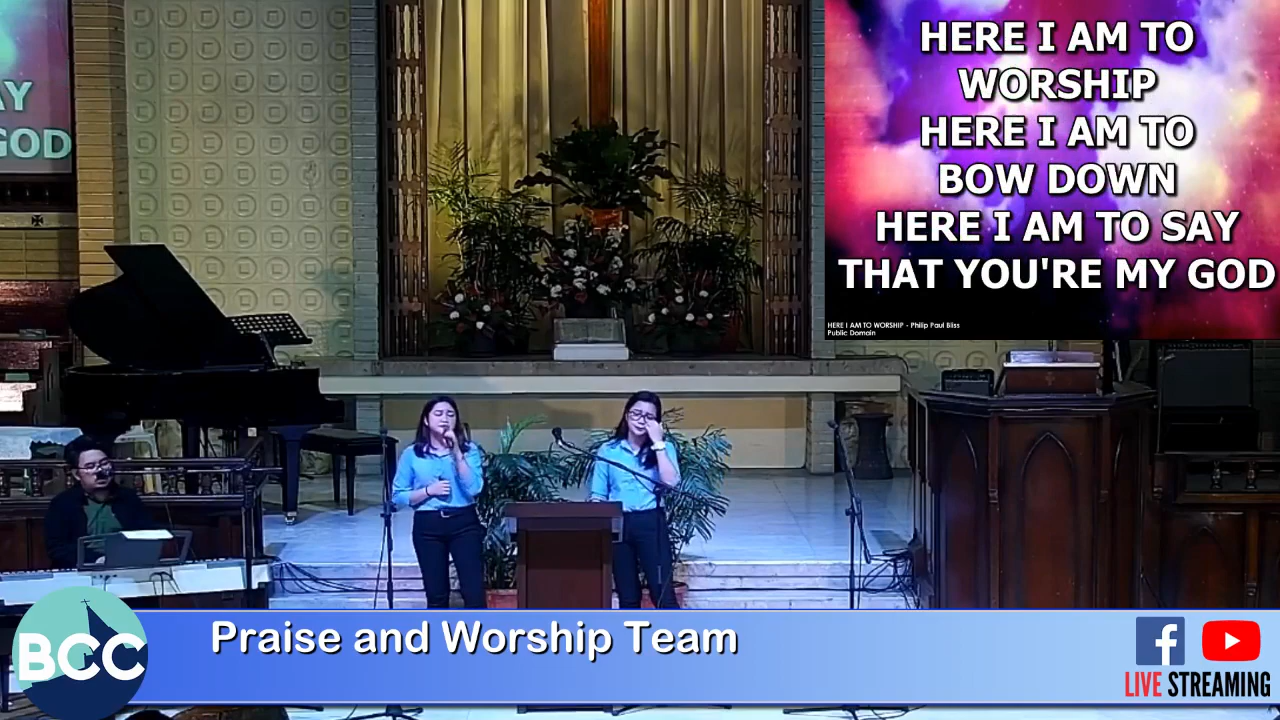 AY
GOD
HERE I AM TO
WORSHIP
HERE I AM TO
BOW DOWN
HERE I AM TO SAY
THAT YOU'RE MY GOD
HERE I AM TO WORSHIP - Philip Paul Bliss
Public Domain
BCC
Praise and Worship Team
LIVE STREAMING